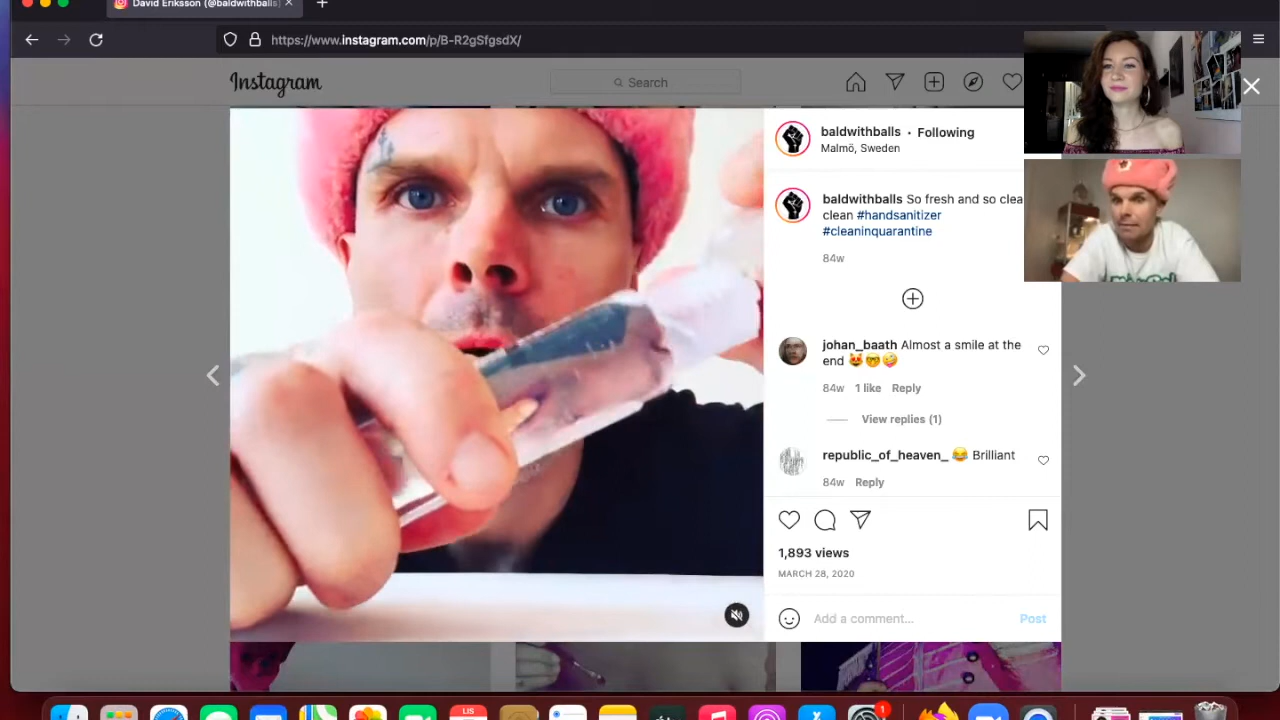 David Eriksson (@baldwithballs)
https://www.instagram.com/p/B-R2gSfgsdX/
Instagram
Search
baldwithballs • Following
Malmö, Sweden
baldwithballs So fresh and so clea
clean #handsanitizer
#cleaninquarantine
84w
johan_baath Almost a smile at the
end 😻🤓🤪
84w 1 like Reply
View replies (1)
republic_of_heaven_ 😂 Brilliant
84w Reply
1,893 views
MARCH 28, 2020
Add a comment... Post
LIS
1